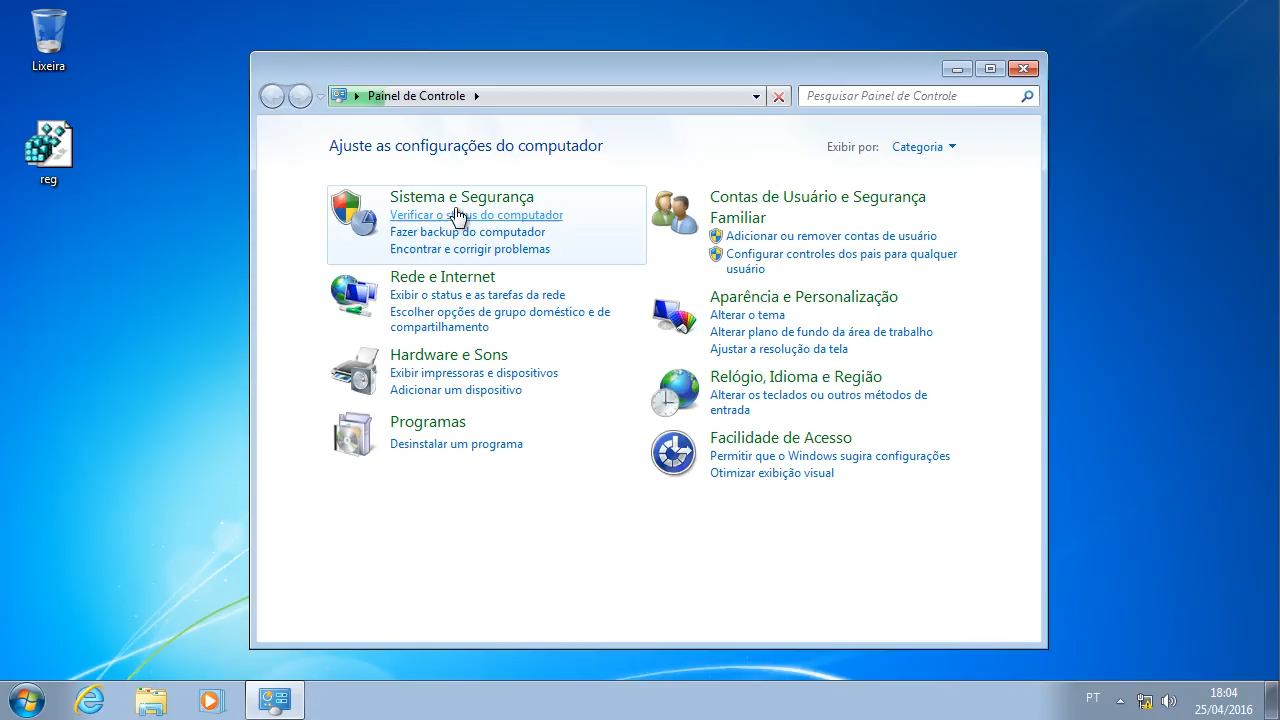 Lixeira
reg
Painel de Controle
Pesquisar Painel de Controle
Ajuste as configurações do computador
Exibir por:
Categoria
Sistema e Segurança
Verificar o status do computador
Fazer backup do computador
Encontrar e corrigir problemas
Rede e Internet
Exibir o status e as tarefas da rede
Escolher opções de grupo doméstico e de
compartilhamento
Hardware e Sons
Exibir impressoras e dispositivos
Adicionar um dispositivo
Programas
Desinstalar um programa
Contas de Usuário e Segurança
Familiar
Adicionar ou remover contas de usuário
Configurar controles dos pais para qualquer
usuário
Aparência e Personalização
Alterar o tema
Alterar plano de fundo da área de trabalho
Ajustar a resolução da tela
Relógio, Idioma e Região
Alterar os teclados ou outros métodos de
entrada
Facilidade de Acesso
Permitir que o Windows sugira configurações
Otimizar exibição visual
PT
18:04
25/04/2016